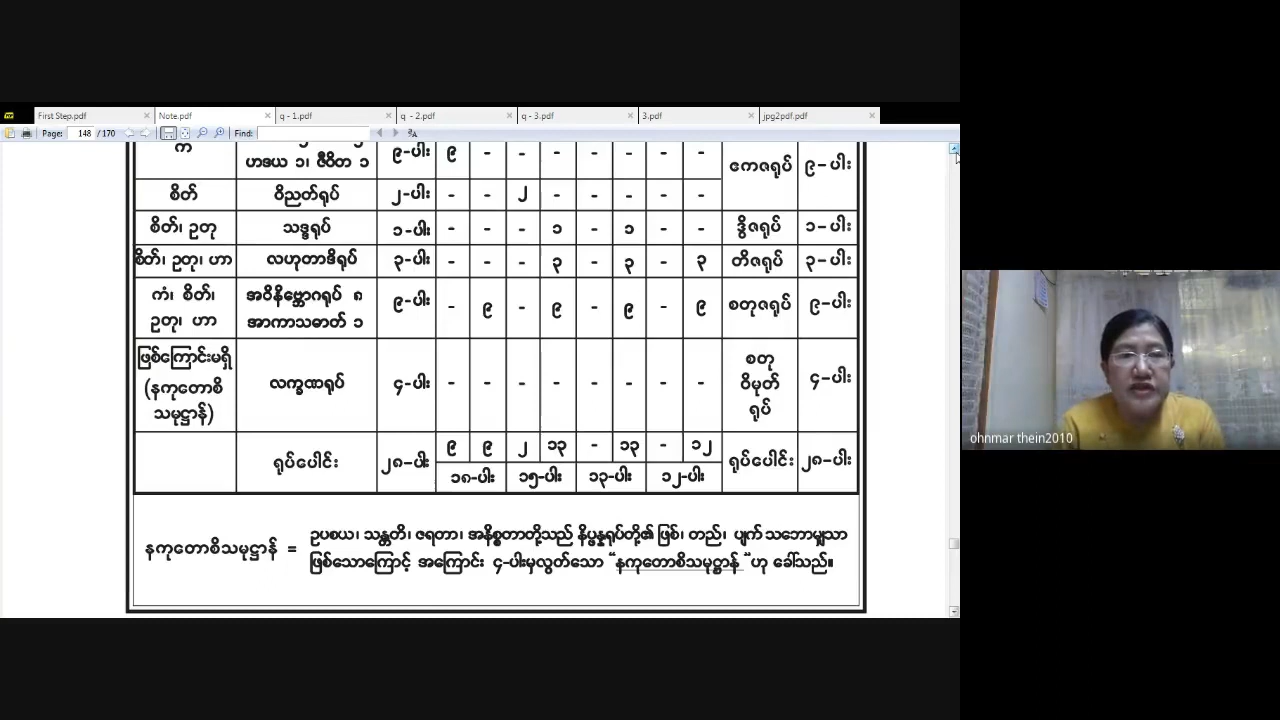 First Step.pdf × Note.pdf × q - 1.pdf × q - 2.pdf × q - 3.pdf × 3.pdf × jpg2pdf.pdf ×
Page: 148 / 170 Find:
ဟဒယ ၁၊ ဇီဝိတ ၁ ၉-ပါး ၉ - - - - - - - ဧကဇရုပ် ၉-ပါး
စိတ် ဝိညတ်ရုပ် ၂-ပါး - - ၂ - - - - -
စိတ်၊ ဥတု သဒ္ဒရုပ် ၁-ပါး - - - ၁ - ၁ - - ဒွိဇရုပ် ၁-ပါး
စိတ်၊ ဥတု၊ ဟာ လဟုတာဒိရုပ် ၃-ပါး - - - ၃ - ၃ - ၃ တိဇရုပ် ၃-ပါး
ကံ၊ စိတ်၊ အဝိနိဗ္ဘောဂရုပ် ၈ ၉-ပါး - ၉ - ၉ - ၉ - ၉ စတုဇရုပ် ၉-ပါး
ဥတု၊ ဟာ အာကာသဓာတ် ၁
ဖြစ်ကြောင်းမရှိ စတု
(နကုတောစိ လက္ခဏရုပ် ၄-ပါး - - - - - - - - ဝိမုတ် ၄-ပါး
သမုဋ္ဌာန်) ရုပ်
ရုပ်ပေါင်း ၂၈-ပါး ၉ ၉ ၂ ၁၃ - ၁၃ - ၁၂ ရုပ်ပေါင်း ၂၈-ပါး
၁၈-ပါး ၁၅-ပါး ၁၃-ပါး ၁၂-ပါး
နကုတောစိသမုဋ္ဌာန် = ဥပစယ၊ သန္တတိ၊ ဇရတာ၊ အနိစ္စတာတို့သည် နိပ္ဖန္နရုပ်တို့၏ ဖြစ်၊ တည်၊ ပျက် သဘောမျှသာ
ဖြစ်သောကြောင့် အကြောင်း ၄-ပါးမှလွတ်သော “နကုတောစိသမုဋ္ဌာန် “ဟု ခေါ်သည်။
ohnmar thein2010